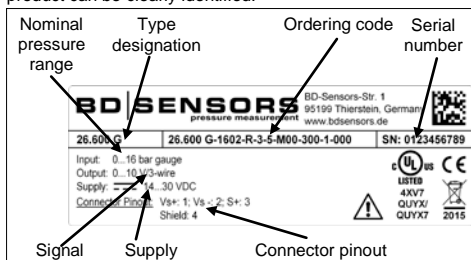 product can be clearly identified.
Nominal pressure range
Type designation
Ordering code
Serial number
BD|SENSORS
pressure measurement
BD-Sensors-Str. 1
95199 Thierstein, Germany
www.bdsensors.de
26.600 G
26.600 G-1602-R-3-5-M00-300-1-000
SN: 0123456789
Input: 0...16 bar gauge
Output: 0...10 V/3-wire
Supply: 14...30 VDC
Connector Pinout: Vs+: 1; Vs -: 2; S+: 3
Shield: 4
c UL us CE
LISTED
4XV7
QUYX/
QUYX7
2015
Signal
Supply
Connector pinout